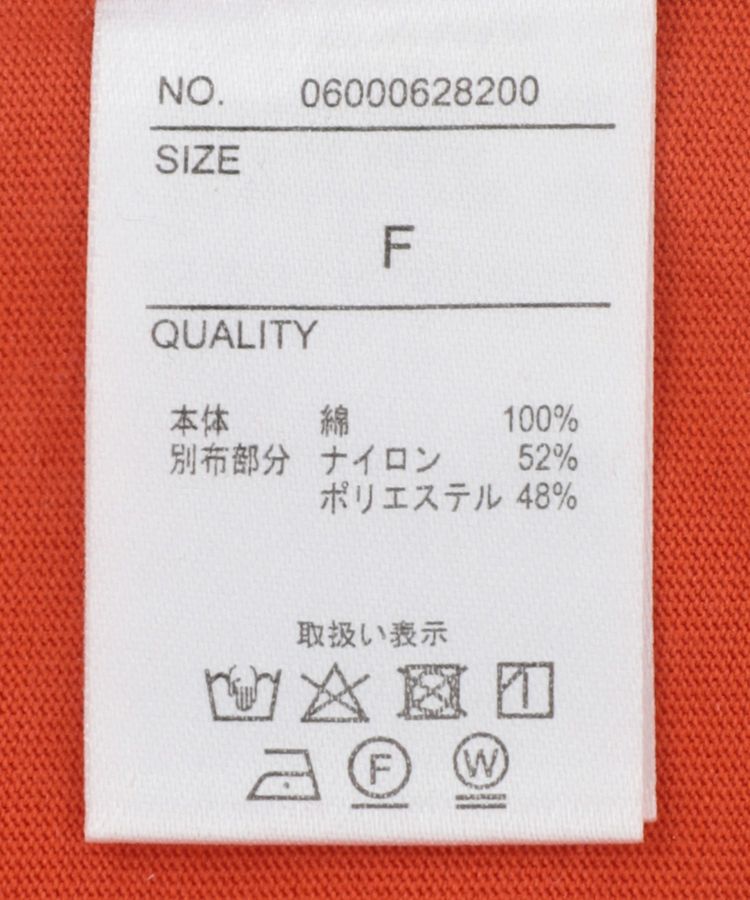 NO. 06000628200
SIZE
F
QUALITY
本体 綿 100%
別布部分 ナイロン 52%
ポリエステル 48%
取扱い表示
F W